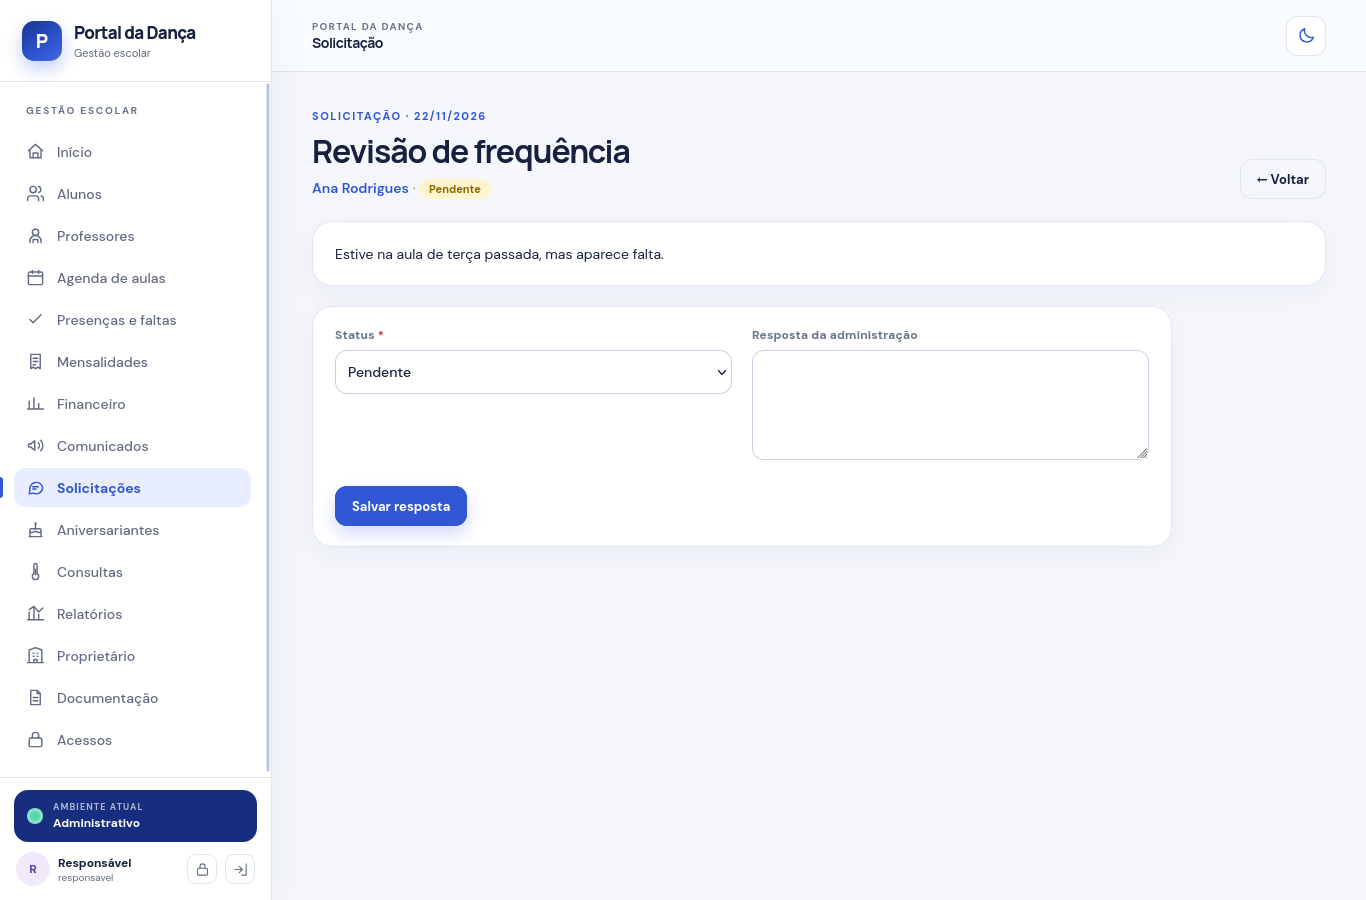 P
Portal da Dança
Gestão escolar
GESTÃO ESCOLAR
Início
Alunos
Professores
Agenda de aulas
Presenças e faltas
Mensalidades
Financeiro
Comunicados
Solicitações
Aniversariantes
Consultas
Relatórios
Proprietário
Documentação
Acessos
AMBIENTE ATUAL
Administrativo
R
Responsável
responsavel
PORTAL DA DANÇA
Solicitação
SOLICITAÇÃO · 22/11/2026
Revisão de frequência
Ana Rodrigues · Pendente
← Voltar
Estive na aula de terça passada, mas aparece falta.
Status *
Pendente
Resposta da administração
Salvar resposta